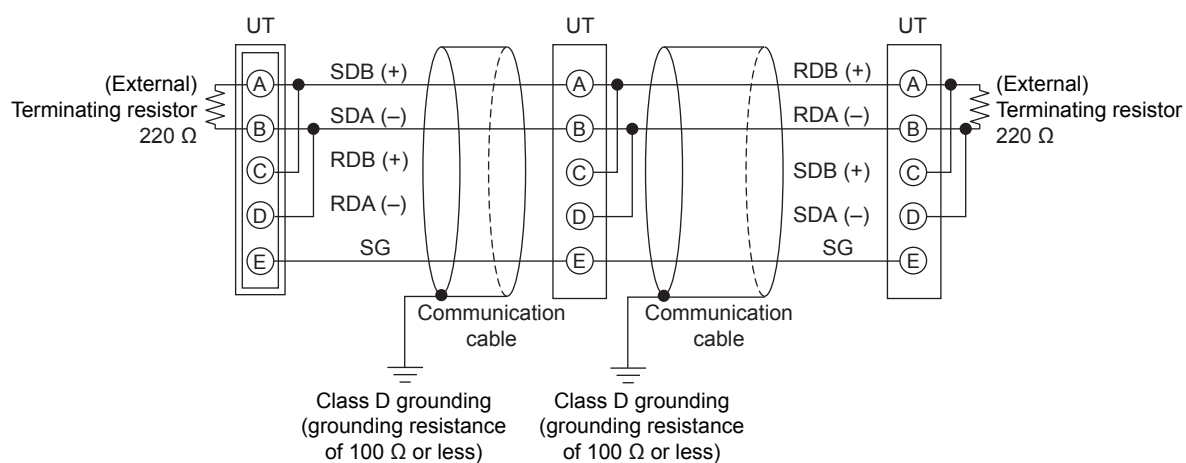 UT
UT
UT
(External)
Terminating resistor
220 Ω
A
B
C
D
E
SDB (+)
SDA (–)
RDB (+)
RDA (–)
SG
A
B
C
D
E
RDB (+)
RDA (–)
SDB (+)
SDA (–)
SG
A
B
C
D
E
(External)
Terminating resistor
220 Ω
Communication
cable
Communication
cable
Class D grounding
(grounding resistance
of 100 Ω or less)
Class D grounding
(grounding resistance
of 100 Ω or less)